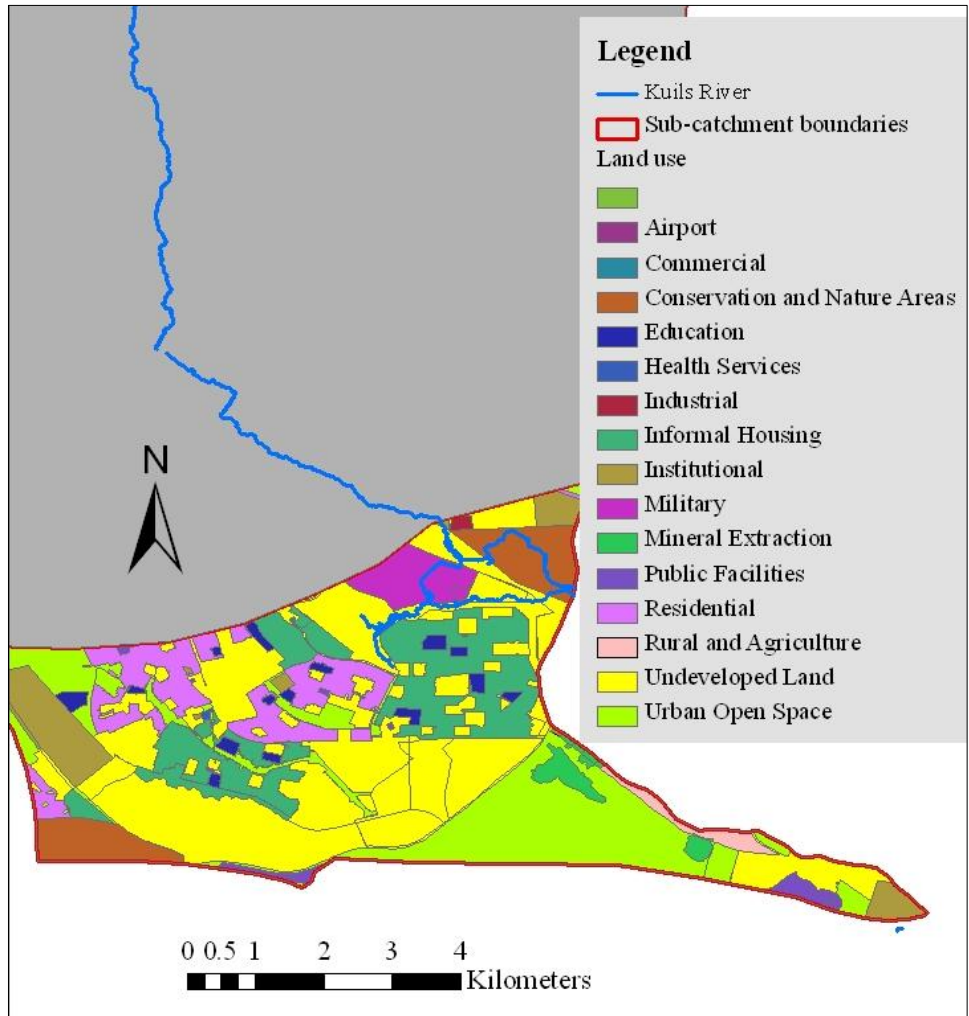 Legend
Kuils River
Sub-catchment boundaries
Land use
Airport
Commercial
Conservation and Nature Areas
Education
Health Services
Industrial
Informal Housing
Institutional
Military
Mineral Extraction
Public Facilities
Residential
Rural and Agriculture
Undeveloped Land
Urban Open Space
N
0 0.5 1 2 3 4
Kilometers